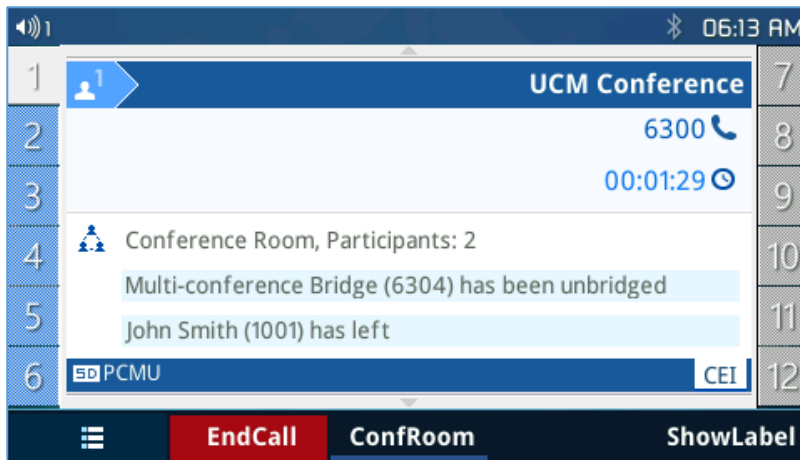 1 06:13 AM
1 1 UCM Conference 7
2 6300 8
3 00:01:29 9
4 Conference Room, Participants: 2 10
Multi-conference Bridge (6304) has been unbridged
5 John Smith (1001) has left 11
6 SD PCMU CEI 12
EndCall ConfRoom ShowLabel